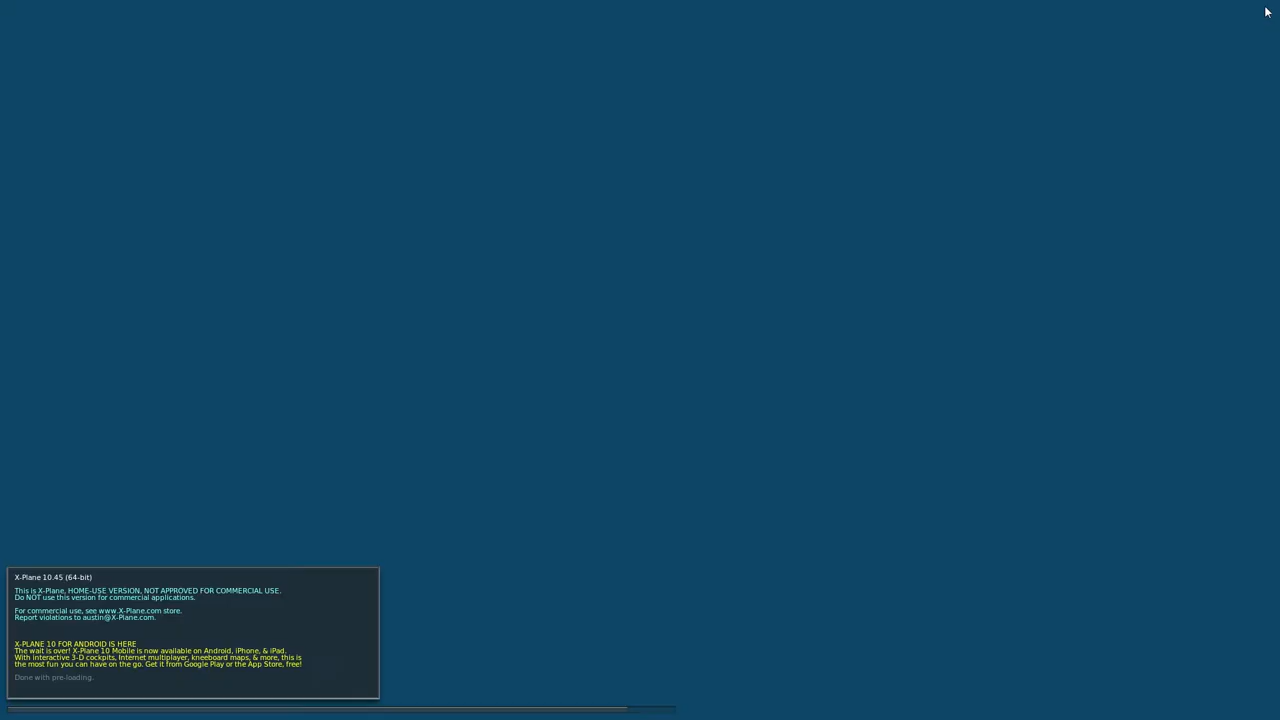 X-Plane 10.45 (64-bit)
This is X-Plane, HOME-USE VERSION, NOT APPROVED FOR COMMERCIAL USE.
Do NOT use this version for commercial applications.
For commercial use, see www.X-Plane.com store.
Report violations to austin@X-Plane.com.
X-PLANE 10 FOR ANDROID IS HERE
The wait is over! X-Plane 10 Mobile is now available on Android, iPhone, & iPad.
With interactive 3-D cockpits, Internet multiplayer, kneeboard maps, & more, this is
the most fun you can have on the go. Get it from Google Play or the App Store, free!
Done with pre-loading.